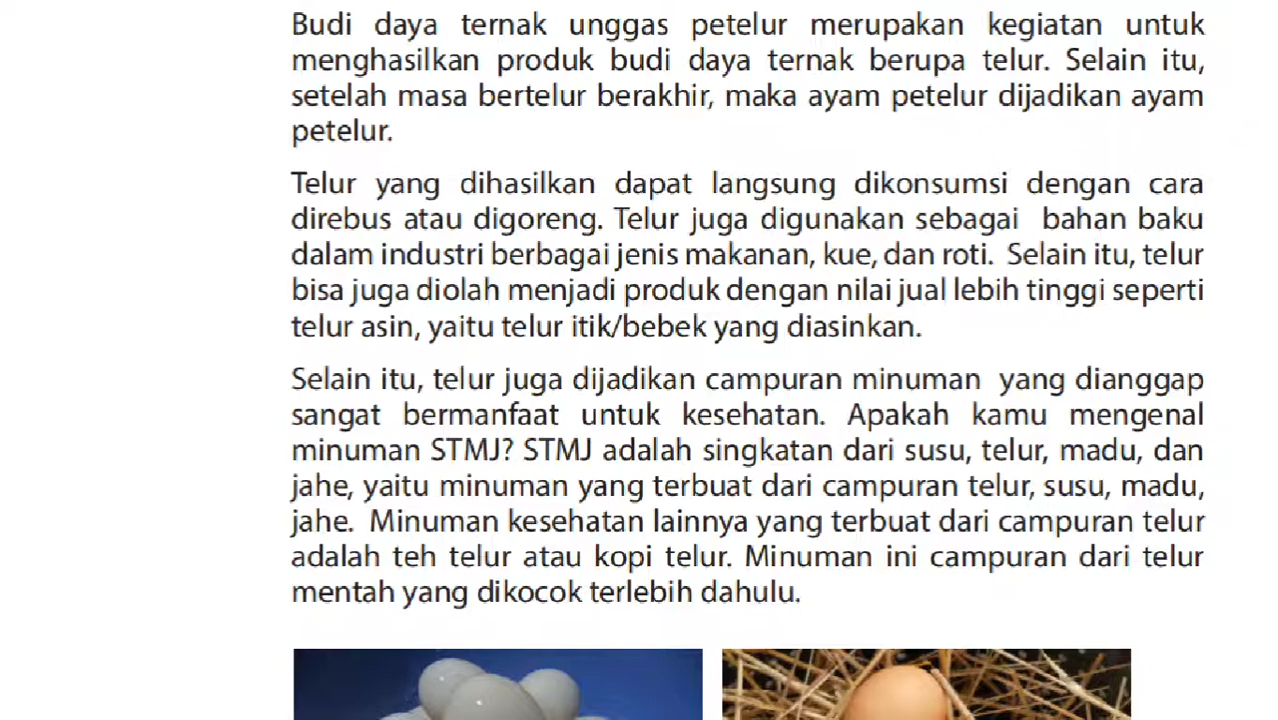 Budi daya ternak unggas petelur merupakan kegiatan untuk
menghasilkan produk budi daya ternak berupa telur. Selain itu,
setelah masa bertelur berakhir, maka ayam petelur dijadikan ayam
petelur.
Telur yang dihasilkan dapat langsung dikonsumsi dengan cara
direbus atau digoreng. Telur juga digunakan sebagai bahan baku
dalam industri berbagai jenis makanan, kue, dan roti. Selain itu, telur
bisa juga diolah menjadi produk dengan nilai jual lebih tinggi seperti
telur asin, yaitu telur itik/bebek yang diasinkan.
Selain itu, telur juga dijadikan campuran minuman yang dianggap
sangat bermanfaat untuk kesehatan. Apakah kamu mengenal
minuman STMJ? STMJ adalah singkatan dari susu, telur, madu, dan
jahe, yaitu minuman yang terbuat dari campuran telur, susu, madu,
jahe. Minuman kesehatan lainnya yang terbuat dari campuran telur
adalah teh telur atau kopi telur. Minuman ini campuran dari telur
mentah yang dikocok terlebih dahulu.